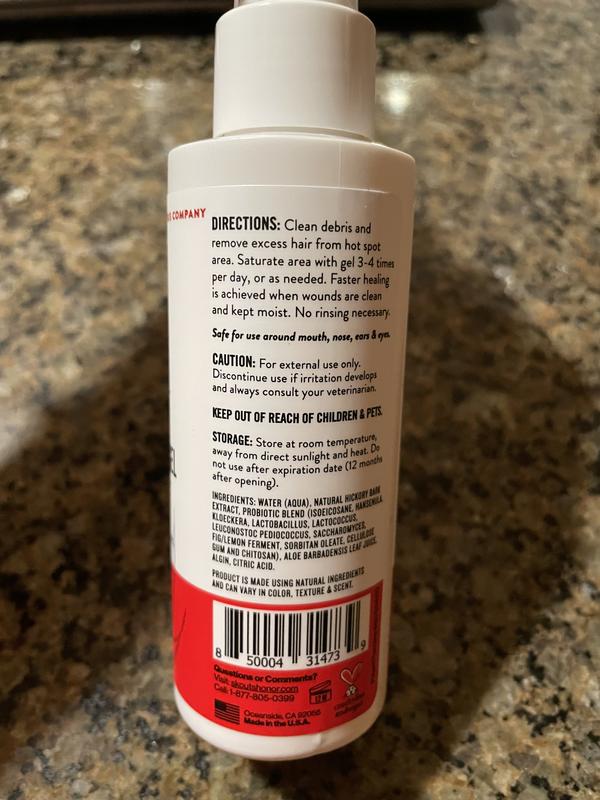 COMPANY
DIRECTIONS: Clean debris and
remove excess hair from hot spot
area. Saturate area with gel 3-4 times
per day, or as needed. Faster healing
is achieved when wounds are clean
and kept moist. No rinsing necessary.
Safe for use around mouth, nose, ears & eyes.
CAUTION: For external use only.
Discontinue use if irritation develops
and always consult your veterinarian.
KEEP OUT OF REACH OF CHILDREN & PETS.
STORAGE: Store at room temperature,
away from direct sunlight and heat. Do
not use after expiration date (12 months
after opening).
INGREDIENTS: WATER (AQUA), NATURAL HICKORY BARK
EXTRACT, PROBIOTIC BLEND (ISOEICOSANE, HANSENULA,
KLOECKERA, LACTOBACILLUS, LACTOCOCCUS,
LEUCONOSTOC PEDIOCOCCUS, SACCHAROMYCES,
FIG/LEMON FERMENT, SORBITAN OLEATE, CELLULOSE
GUM AND CHITOSAN), ALOE BARBADENSIS LEAF JUICE,
ALGIN, CITRIC ACID.
PRODUCT IS MADE USING NATURAL INGREDIENTS
AND CAN VARY IN COLOR, TEXTURE & SCENT.
8 50004 31473 9
Questions or Comments?
Visit: skoutshonor.com
Call: 1-877-805-0399
Oceanside, CA 92056
Made in the U.S.A.